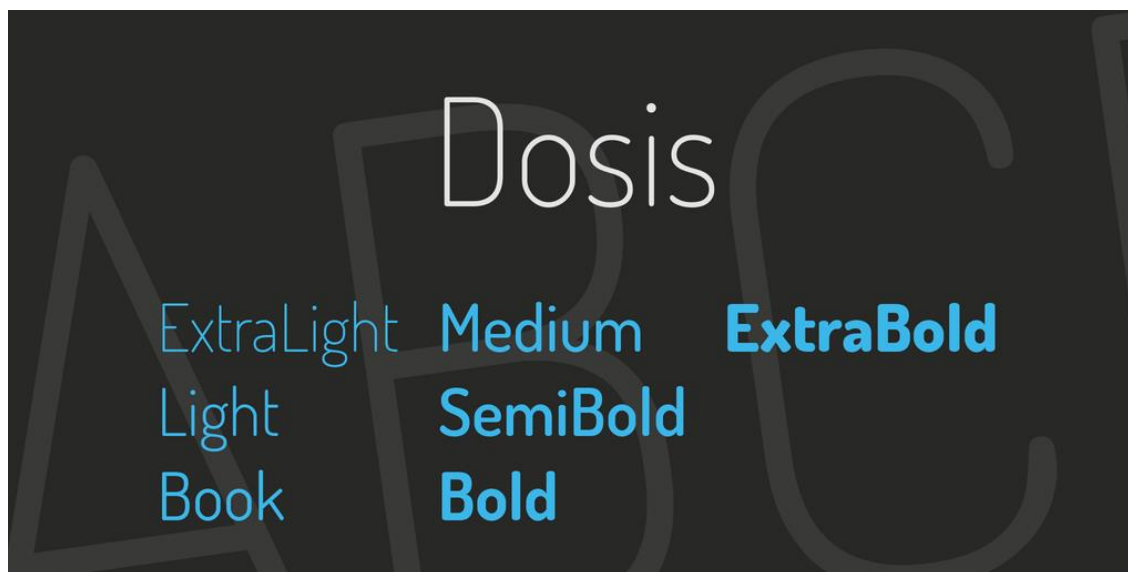 ABC
Dosis
ExtraLight Medium ExtraBold
Light SemiBold
Book Bold